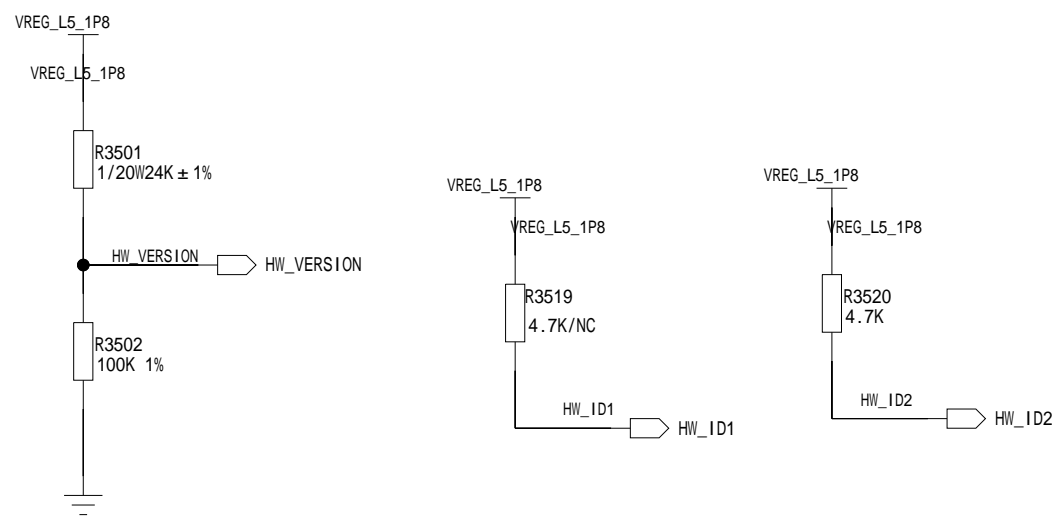 VREG_L5_1P8
VREG_L5_1P8
R3501
1/20W24K±1%
HW_VERSION
HW_VERSION
R3502
100K 1%
VREG_L5_1P8
VREG_L5_1P8
R3519
4.7K/NC
HW_ID1
HW_ID1
VREG_L5_1P8
VREG_L5_1P8
R3520
4.7K
HW_ID2
HW_ID2